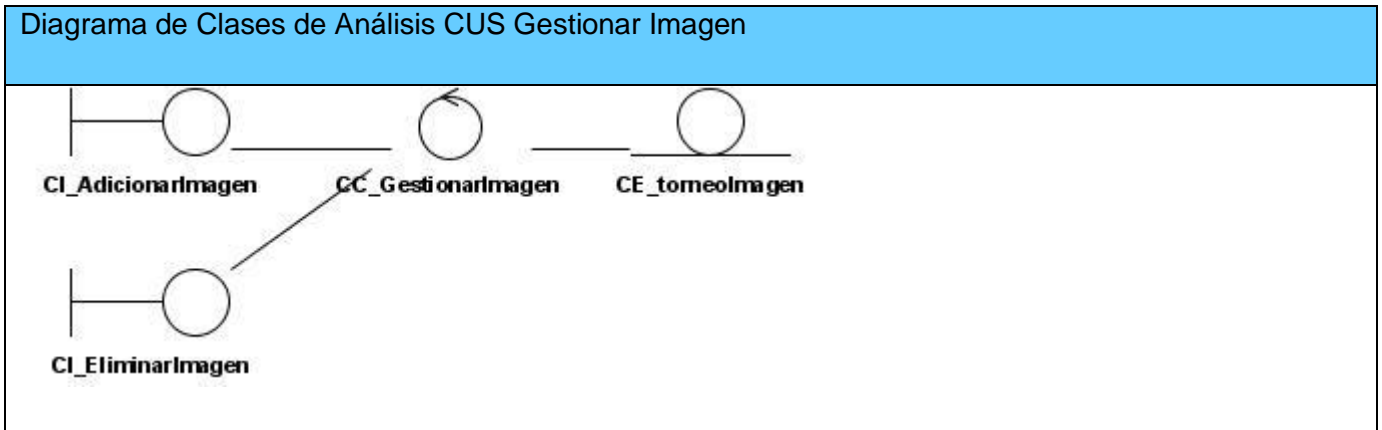 Diagrama de Clases de Análisis CUS Gestionar Imagen
CI_AdicionarImagen
CC_GestionarImagen
CE_torneoImagen
CI_EliminarImagen